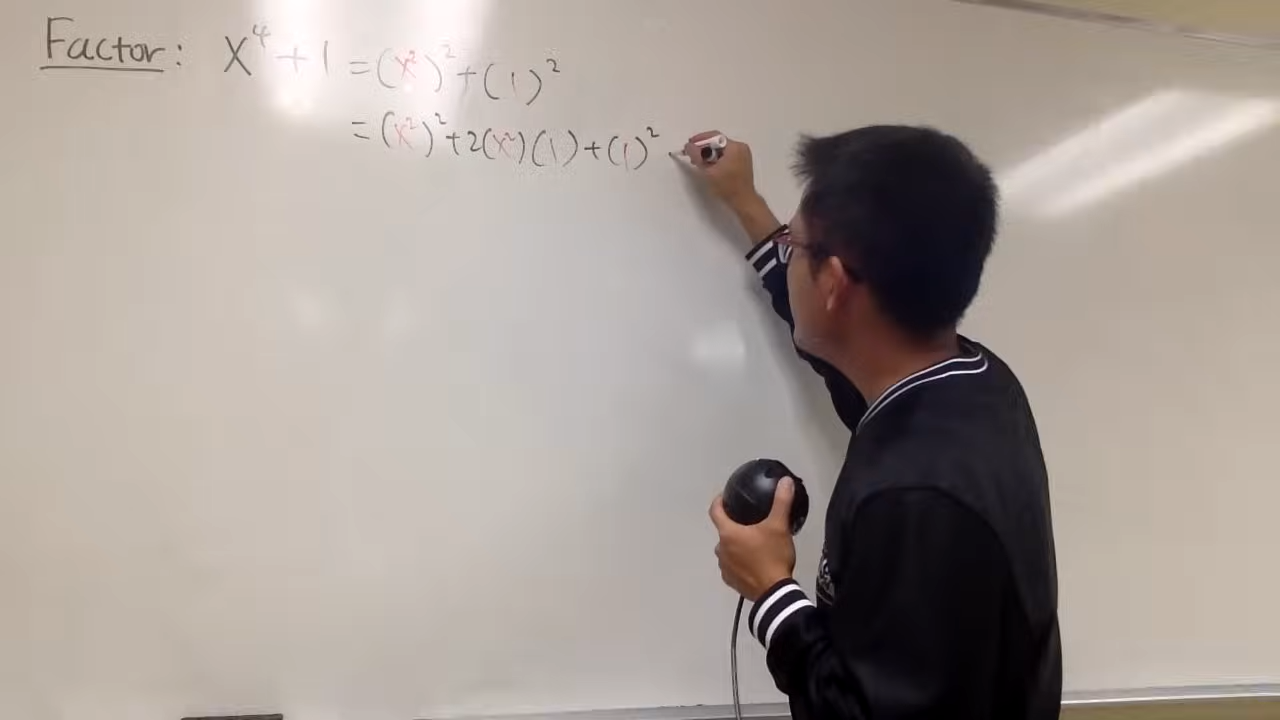 Factor: x⁴+1 = (x²)²+(1)²
= (x²)²+2(x²)(1)+(1)²